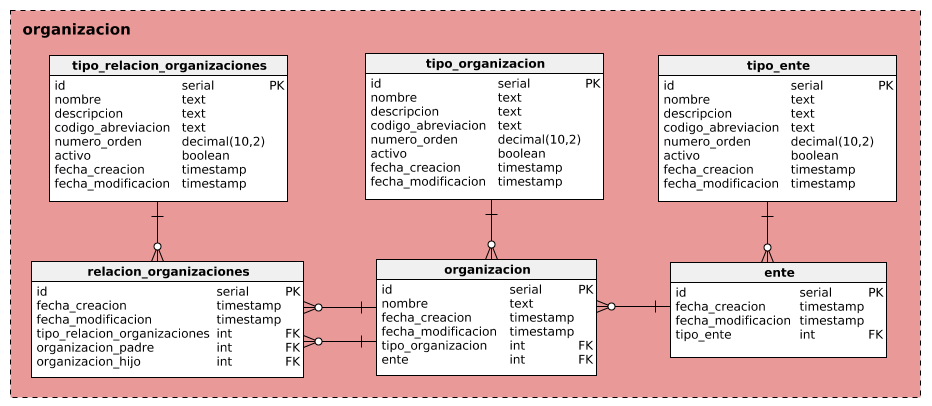 organizacion
tipo_relacion_organizaciones
id serial PK
nombre text
descripcion text
codigo_abreviacion text
numero_orden decimal(10,2)
activo boolean
fecha_creacion timestamp
fecha_modificacion timestamp
tipo_organizacion
id serial PK
nombre text
descripcion text
codigo_abreviacion text
numero_orden decimal(10,2)
activo boolean
fecha_creacion timestamp
fecha_modificacion timestamp
tipo_ente
id serial PK
nombre text
descripcion text
codigo_abreviacion text
numero_orden decimal(10,2)
activo boolean
fecha_creacion timestamp
fecha_modificacion timestamp
relacion_organizaciones
id serial PK
fecha_creacion timestamp
fecha_modificacion timestamp
tipo_relacion_organizaciones int FK
organizacion_padre int FK
organizacion_hijo int FK
organizacion
id serial PK
nombre text
fecha_creacion timestamp
fecha_modificacion timestamp
tipo_organizacion int FK
ente int FK
ente
id serial PK
fecha_creacion timestamp
fecha_modificacion timestamp
tipo_ente int FK